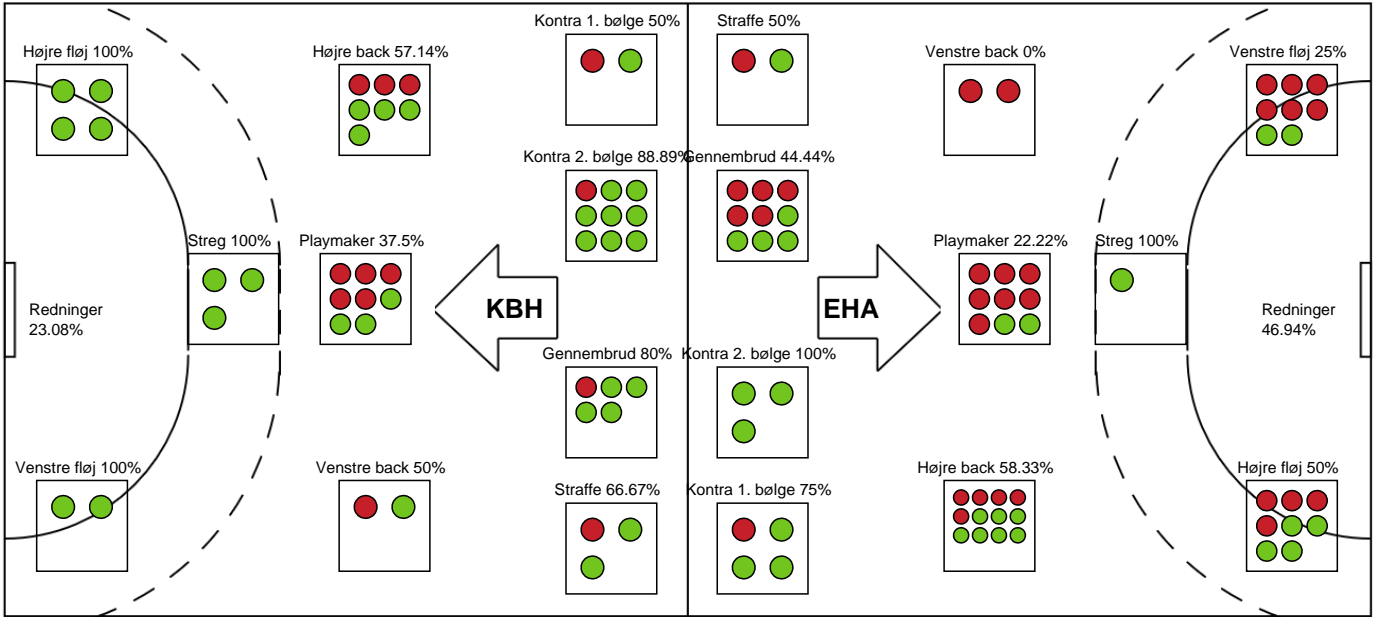 Kontra 1. bølge 50%
Straffe 50%
Højre fløj 100%
Højre back 57.14%
Venstre back 0%
Venstre fløj 25%
Kontra 2. bølge 88.89%
Gennembrud 44.44%
Streg 100%
Playmaker 37.5%
Playmaker 22.22%
Streg 100%
Redninger
23.08%
KBH
EHA
Redninger
46.94%
Gennembrud 80%
Kontra 2. bølge 100%
Venstre fløj 100%
Venstre back 50%
Højre back 58.33%
Højre fløj 50%
Straffe 66.67%
Kontra 1. bølge 75%